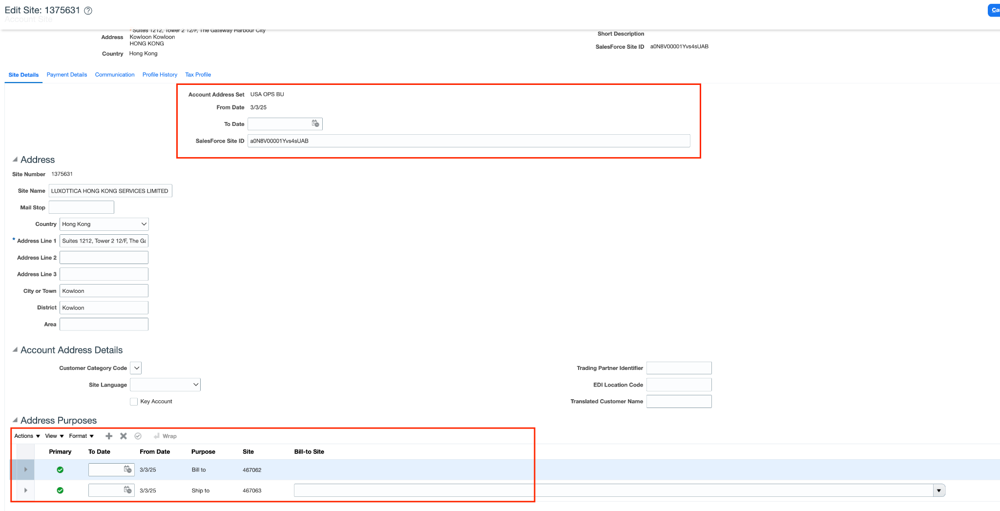 Edit Site: 1375631
Account Site
Address
*Suites 1212, Tower 2 12/F, The Gateway Harbour City
Kowloon Kowloon
HONG KONG
Country Hong Kong
Short Description
SalesForce Site ID a0N8V00001Yvs4sUAB
Site Details Payment Details Communication Profile History Tax Profile
Account Address Set USA OPS BU
From Date 3/3/25
To Date
SalesForce Site ID a0N8V00001Yvs4sUAB
Address
Site Number 1375631
Site Name LUXOTTICA HONG KONG SERVICES LIMITED
Mail Stop
Country Hong Kong
* Address Line 1 Suites 1212, Tower 2 12/F, The Ga
Address Line 2
Address Line 3
City or Town Kowloon
District Kowloon
Area
Account Address Details
Customer Category Code
Site Language
Key Account
Trading Partner Identifier
EDI Location Code
Translated Customer Name
Address Purposes
Actions View Format Wrap
Primary To Date From Date Purpose Site Bill-to Site
3/3/25 Bill to 467062
3/3/25 Ship to 467063